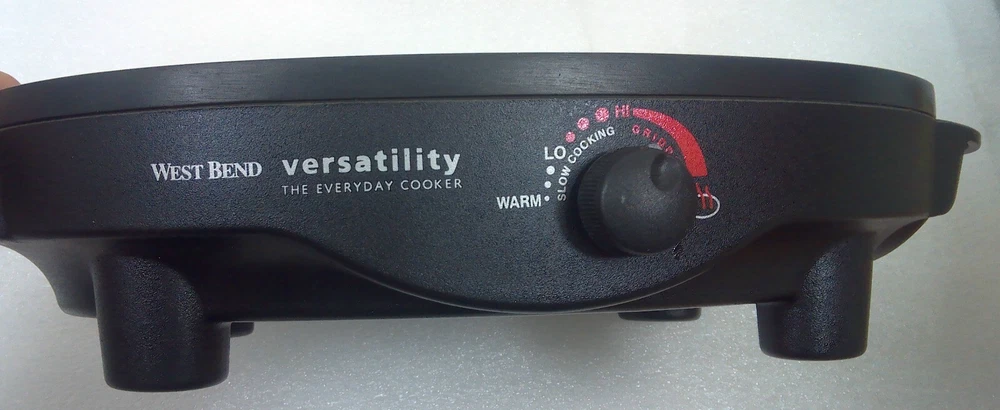 WEST BEND
versatility
THE EVERYDAY COOKER
WARM
LO
SLOW COOKING
HI
GRIDDLE